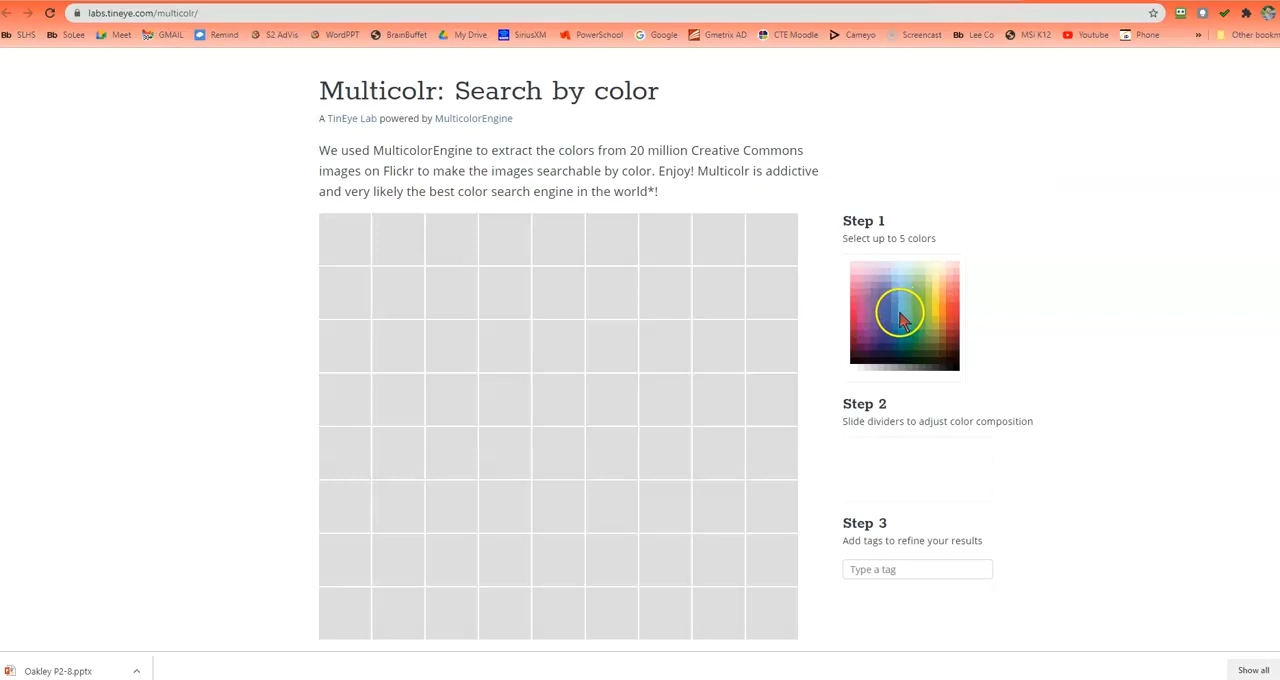 labs.tineye.com/multicolr/
Bb SLHS Bb SoLee Meet GMAIL Remind S2 AdVis WordPPT BrainBuffet My Drive SiriusXM PowerSchool Google Gmetrix AD CTE Moodle Cameyo Screencast Bb Lee Co MSi K12 Youtube Phone » Other bookm
Multicolr: Search by color
A TinEye Lab powered by MulticolorEngine
We used MulticolorEngine to extract the colors from 20 million Creative Commons
images on Flickr to make the images searchable by color. Enjoy! Multicolr is addictive
and very likely the best color search engine in the world*!
Step 1
Select up to 5 colors
Step 2
Slide dividers to adjust color composition
Step 3
Add tags to refine your results
Type a tag
Oakley P2-8.pptx
Show all